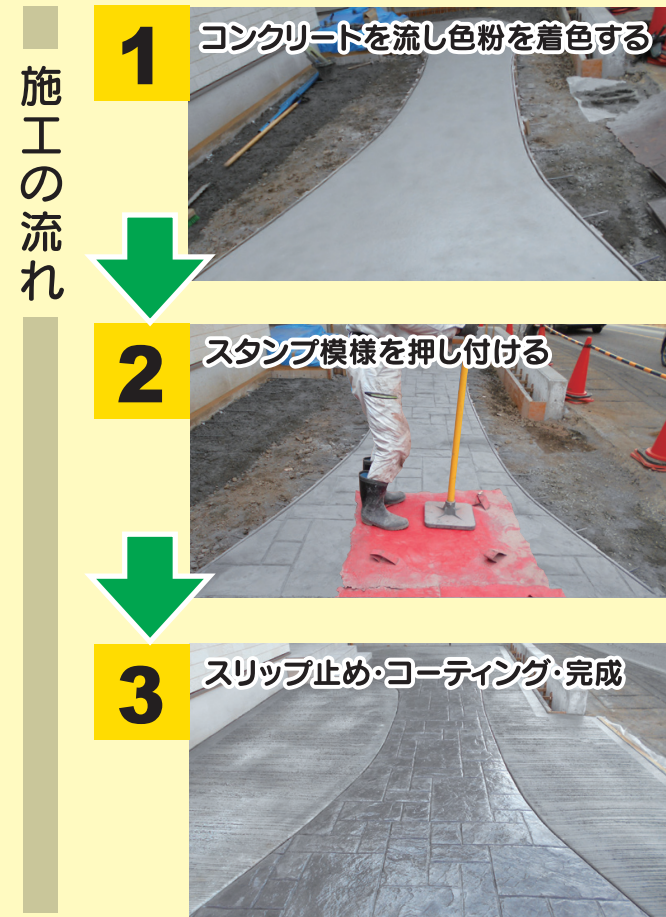 施工の流れ
1
コンクリートを流し色粉を着色する
2
スタンプ模様を押し付ける
3
スリップ止め・コーティング・完成